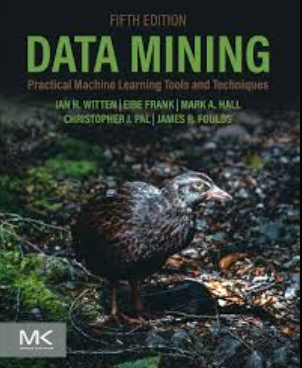 FIFTH EDITION
DATA MINING
Practical Machine Learning Tools and Techniques
IAN H. WITTEN | EIBE FRANK | MARK A. HALL
CHRISTOPHER J. PAL | JAMES R. FOULDS
MK